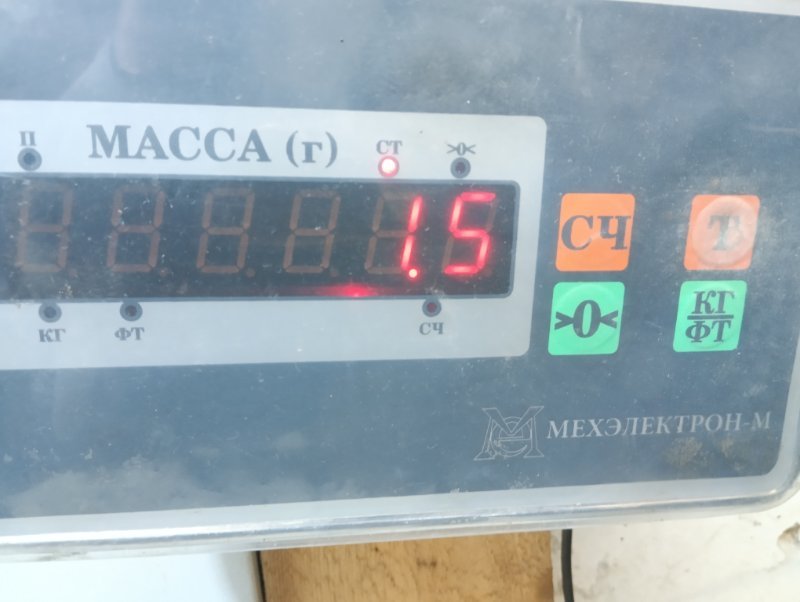 П МАССА (г) СТ >0<
1.5
КГ ФТ СЧ
СЧ Т
>0< КГ
ФТ
МЕХЭЛЕКТРОН-М